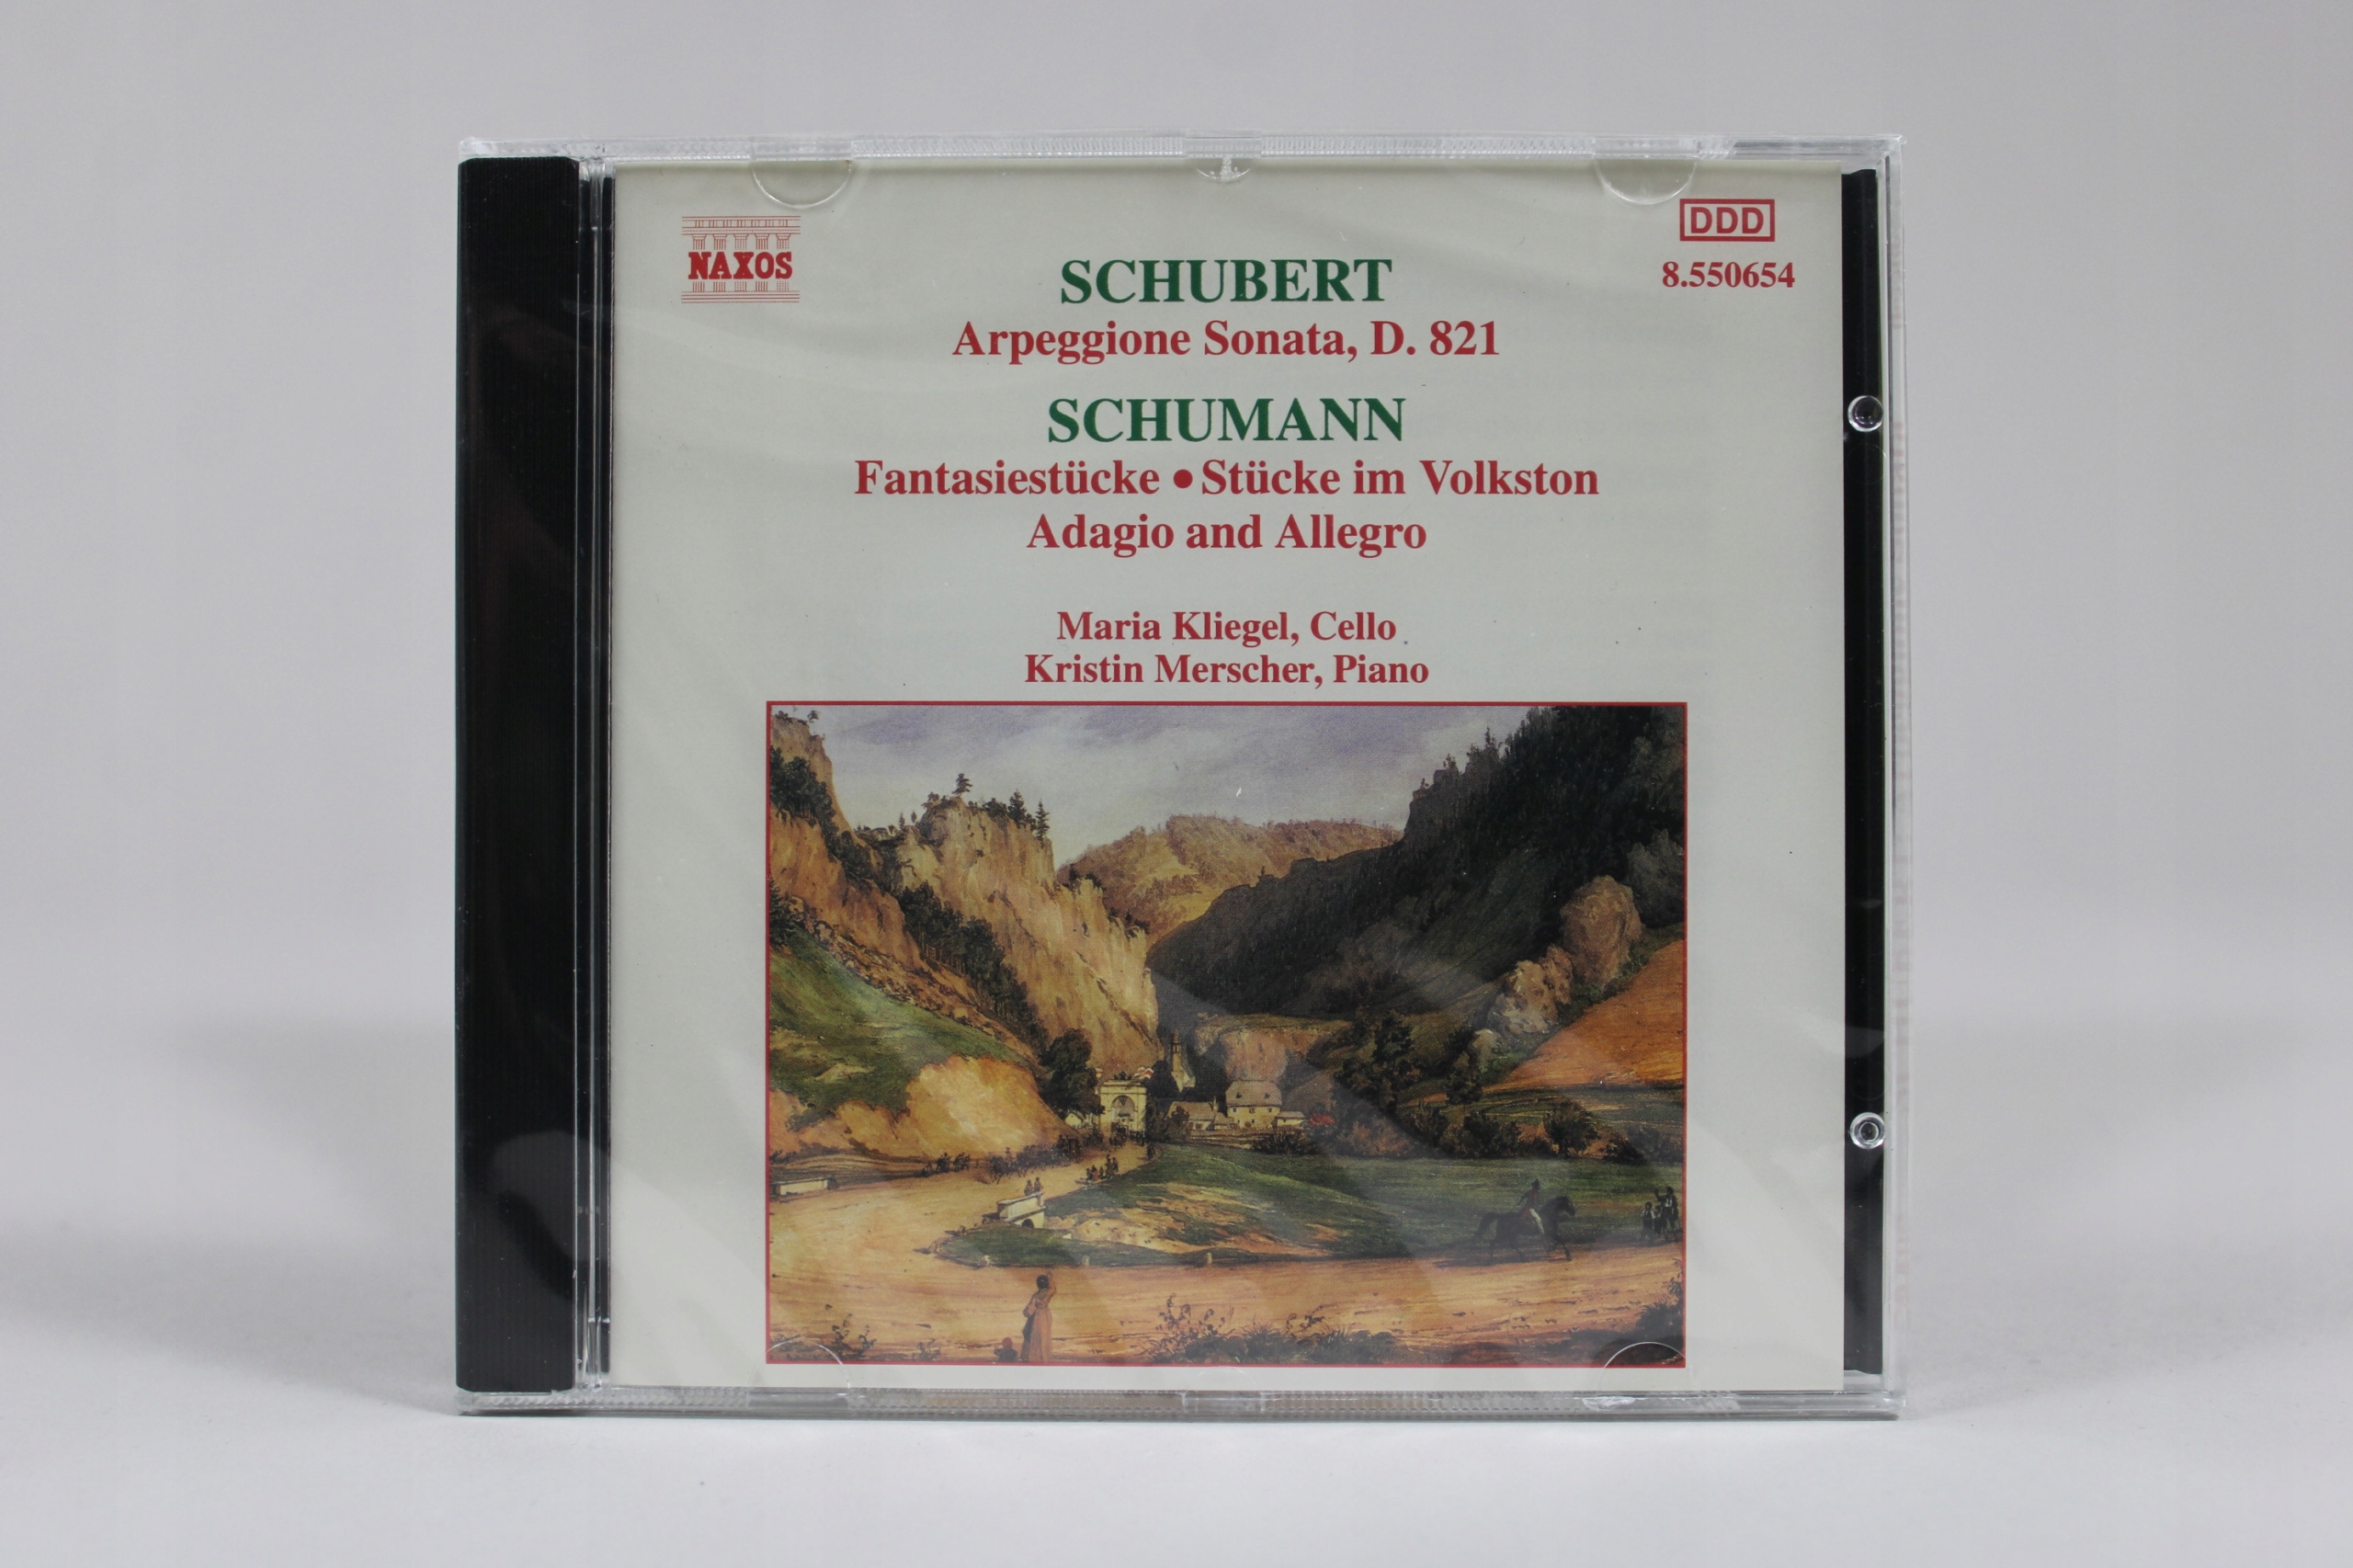 NAXOS
DDD
8.550654
SCHUBERT
Arpeggione Sonata, D. 821
SCHUMANN
Fantasiestücke • Stücke im Volkston
Adagio and Allegro
Maria Kliegel, Cello
Kristin Merscher, Piano